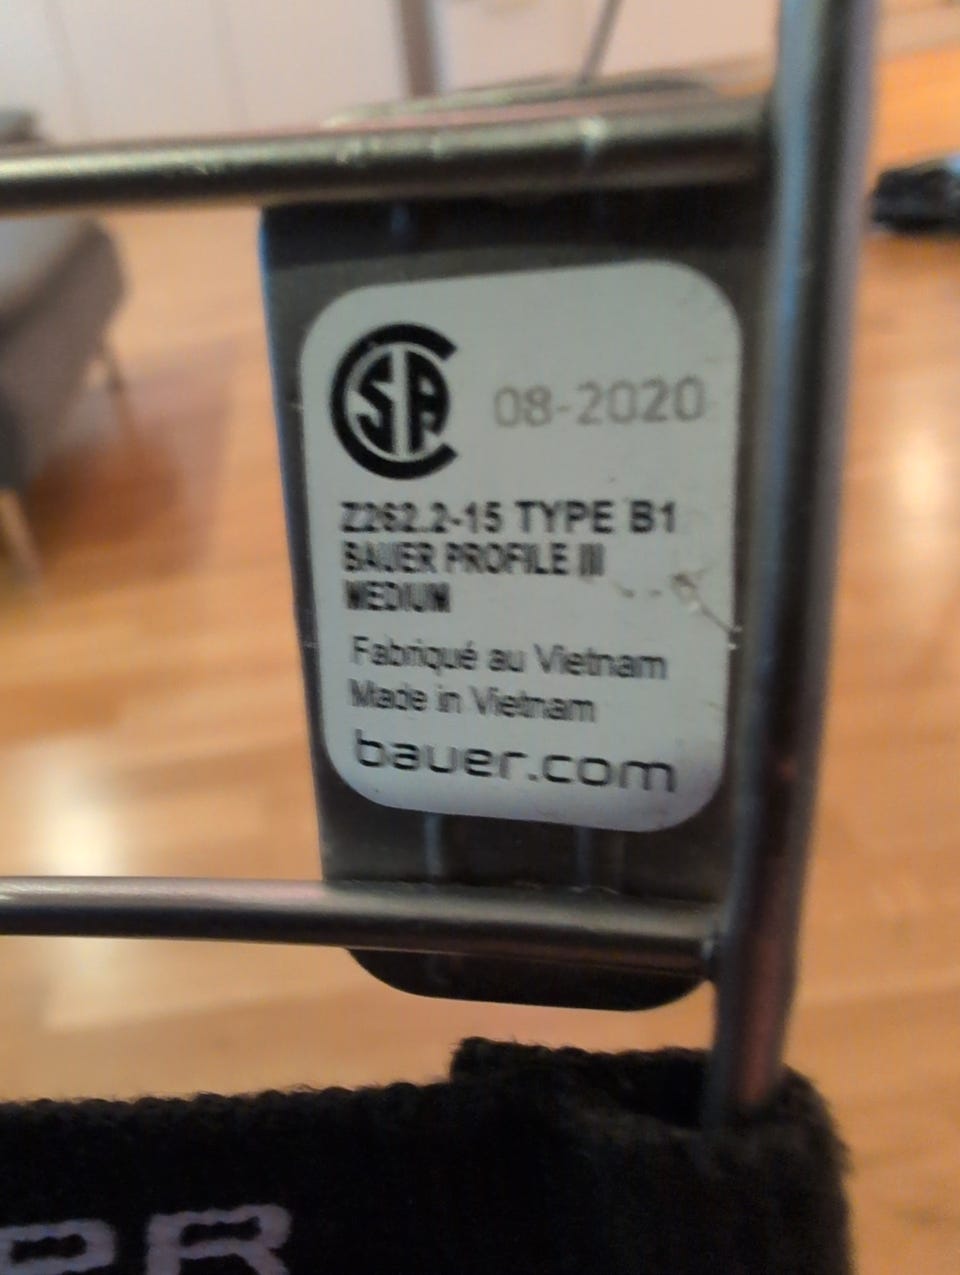 CSA 08-2020
Z262.2-15 TYPE B1
BAUER PROFILE III
MEDIUM
Fabriqué au Vietnam
Made in Vietnam
bauer.com